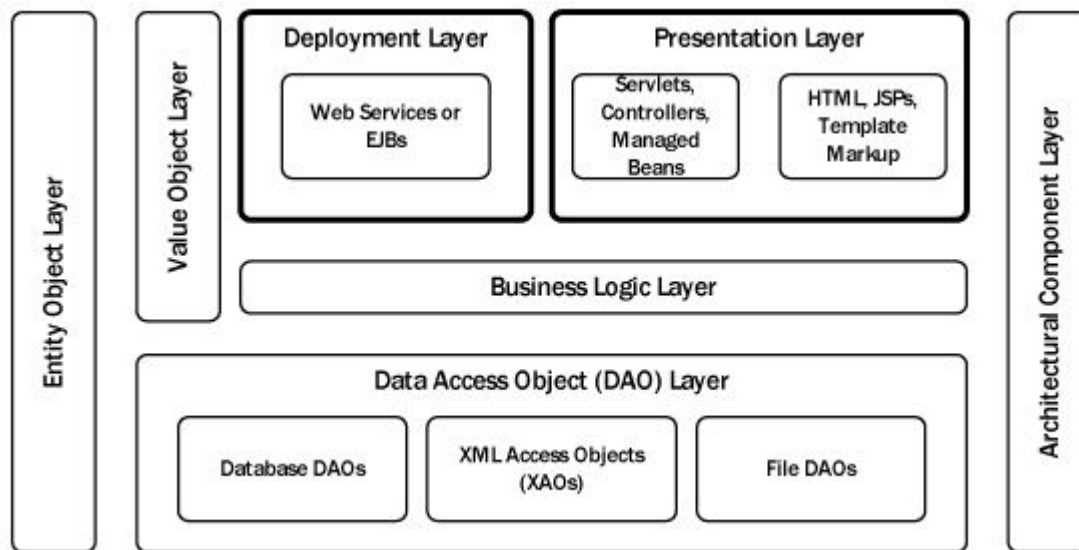 Entity Object Layer
Value Object Layer
Deployment Layer
Web Services or
EJBs
Presentation Layer
Servlets,
Controllers,
Managed
Beans
HTML, JSPs,
Template
Markup
Business Logic Layer
Data Access Object (DAO) Layer
Database DAOs
XML Access Objects
(XAOs)
File DAOs
Architectural Component Layer